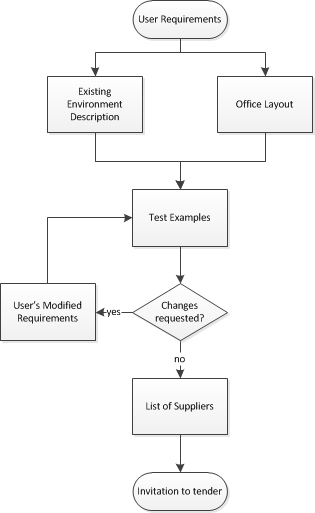 User Requirements
Existing
Environment
Description
Office Layout
Test Examples
User's Modified
Requirements
yes
Changes
requested?
no
List of Suppliers
Invitation to tender